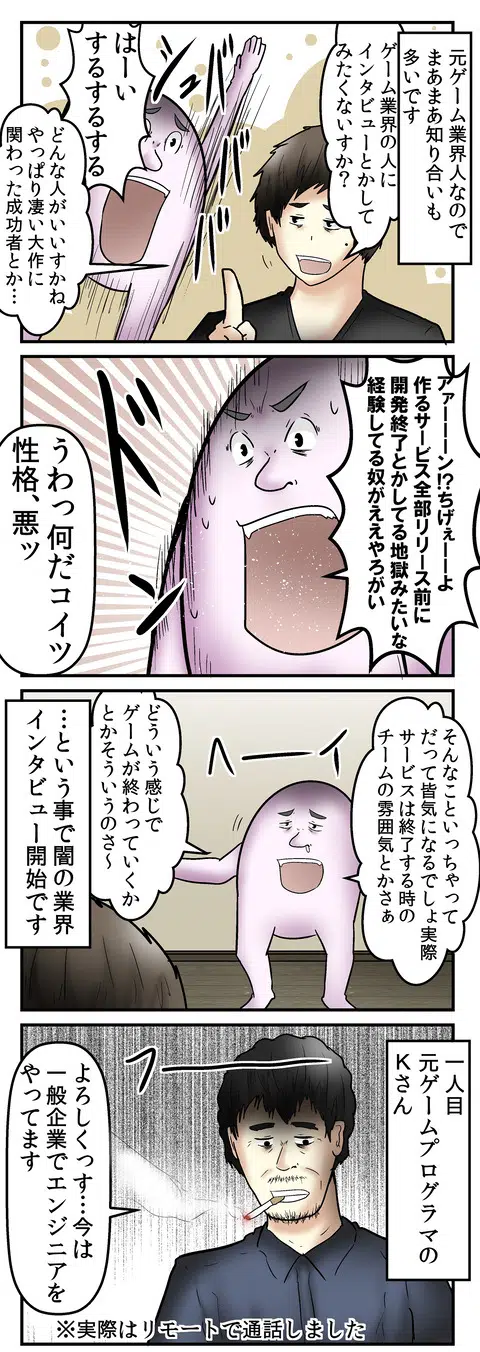 元ゲーム業界人なので
まあまあ知り合いも
多いです
ゲーム業界の人に
インタビューとかして
みたくないすか？
はーい
するするする
どんな人がいいすかね
やっぱり凄い大作に
関わった成功者とか…
アァーーーン!?ちげぇーーよ
作るサービス全部リリース前に
開発終了とかしてる地獄みたいな
経験してる奴がええやろがい
うわっ何だコイツ
性格、悪ッ
そんなこといっちゃって
だって皆気になるでしょ実際
サービスは終了する時の
チームの雰囲気とかさぁ
へーイ
どういう感じで
ゲームが終わっていくか
とかそういうのさ〜
…という事で闇の業界
インタビュー開始です
一人目
元ゲームプログラマの
Kさん
フーー
よろしくっす…今は
一般企業でエンジニアを
やってます
※実際はリモートで通話しました